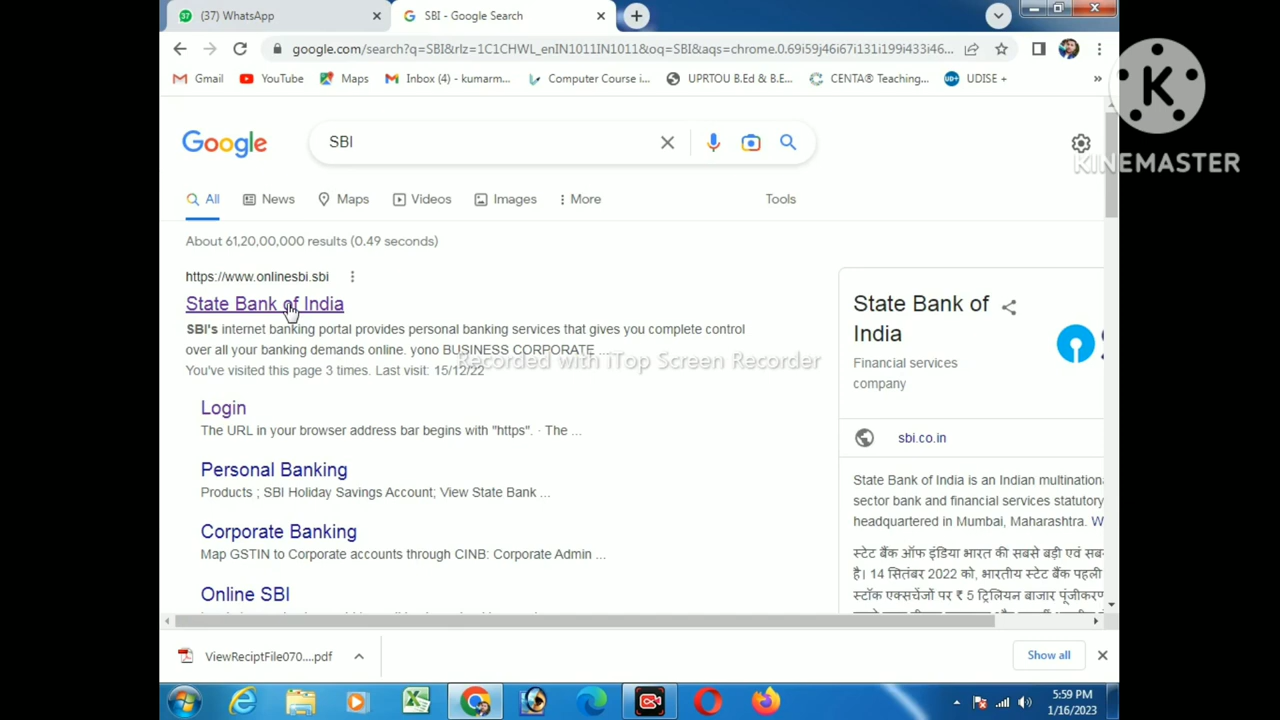 (37) WhatsApp
SBI - Google Search
google.com/search?q=SBI&rlz=1C1CHWL_enIN1011IN1011&oq=SBI&aqs=chrome.0.69i59j46i67i131i199i433i46...
Gmail
YouTube
Maps
Inbox (4) - kumarm...
Computer Course i...
UPRTOU B.Ed & B.E...
CENTA® Teaching...
UDISE +
»
K
KINEMASTER
Google
SBI
All
News
Maps
Videos
Images
More
Tools
About 61,20,00,000 results (0.49 seconds)
https://www.onlinesbi.sbi
State Bank of India
SBI's internet banking portal provides personal banking services that gives you complete control
over all your banking demands online. yono BUSINESS CORPORATE ...
Recorded with iTop Screen Recorder
You've visited this page 3 times. Last visit: 15/12/22
Login
The URL in your browser address bar begins with "https". · The ...
Personal Banking
Products ; SBI Holiday Savings Account; View State Bank ...
Corporate Banking
Map GSTIN to Corporate accounts through CINB: Corporate Admin ...
Online SBI
State Bank of
India
Financial services
company
sbi.co.in
State Bank of India is an Indian multination
sector bank and financial services statutory
headquartered in Mumbai, Maharashtra. W
स्टेट बैंक ऑफ इंडिया भारत की सबसे बड़ी एवं सब
है। 14 सितंबर 2022 को, भारतीय स्टेट बैंक पहली
स्टॉक एक्सचेंजों पर ₹ 5 ट्रिलियन बाजार पूंजीकरण
ViewReciptFile070....pdf
Show all
5:59 PM
1/16/2023